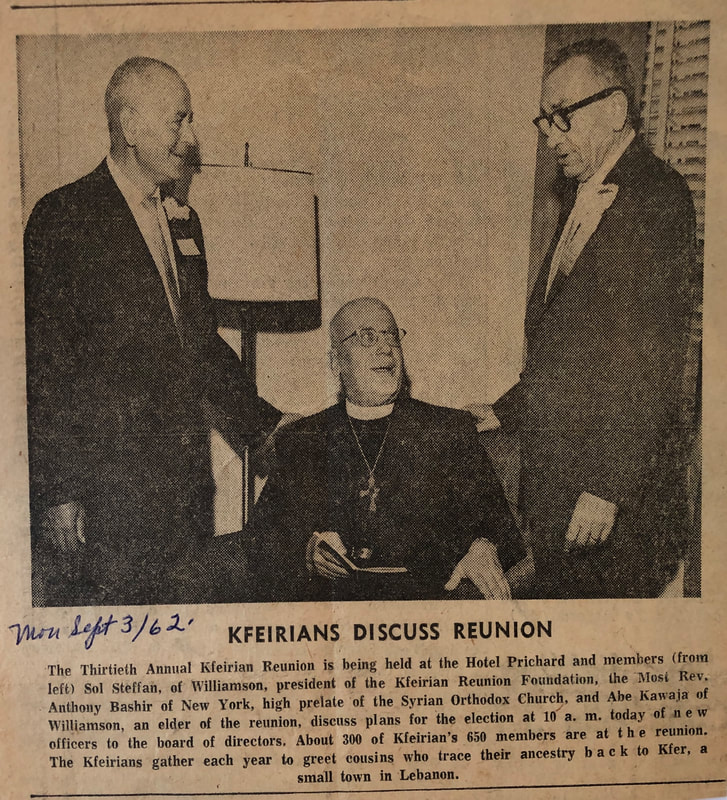 Mon Sept 3/62.
KFEIRIANS DISCUSS REUNION
The Thirtieth Annual Kfeirian Reunion is being held at the Hotel Prichard and members (from
left) Sol Steffan, of Williamson, president of the Kfeirian Reunion Foundation, the Most Rev.
Anthony Bashir of New York, high prelate of the Syrian Orthodox Church, and Abe Kawaja of
Williamson, an elder of the reunion, discuss plans for the election at 10 a. m. today of new
officers to the board of directors. About 300 of Kfeirian's 650 members are at the reunion.
The Kfeirians gather each year to greet cousins who trace their ancestry back to Kfer, a
small town in Lebanon.